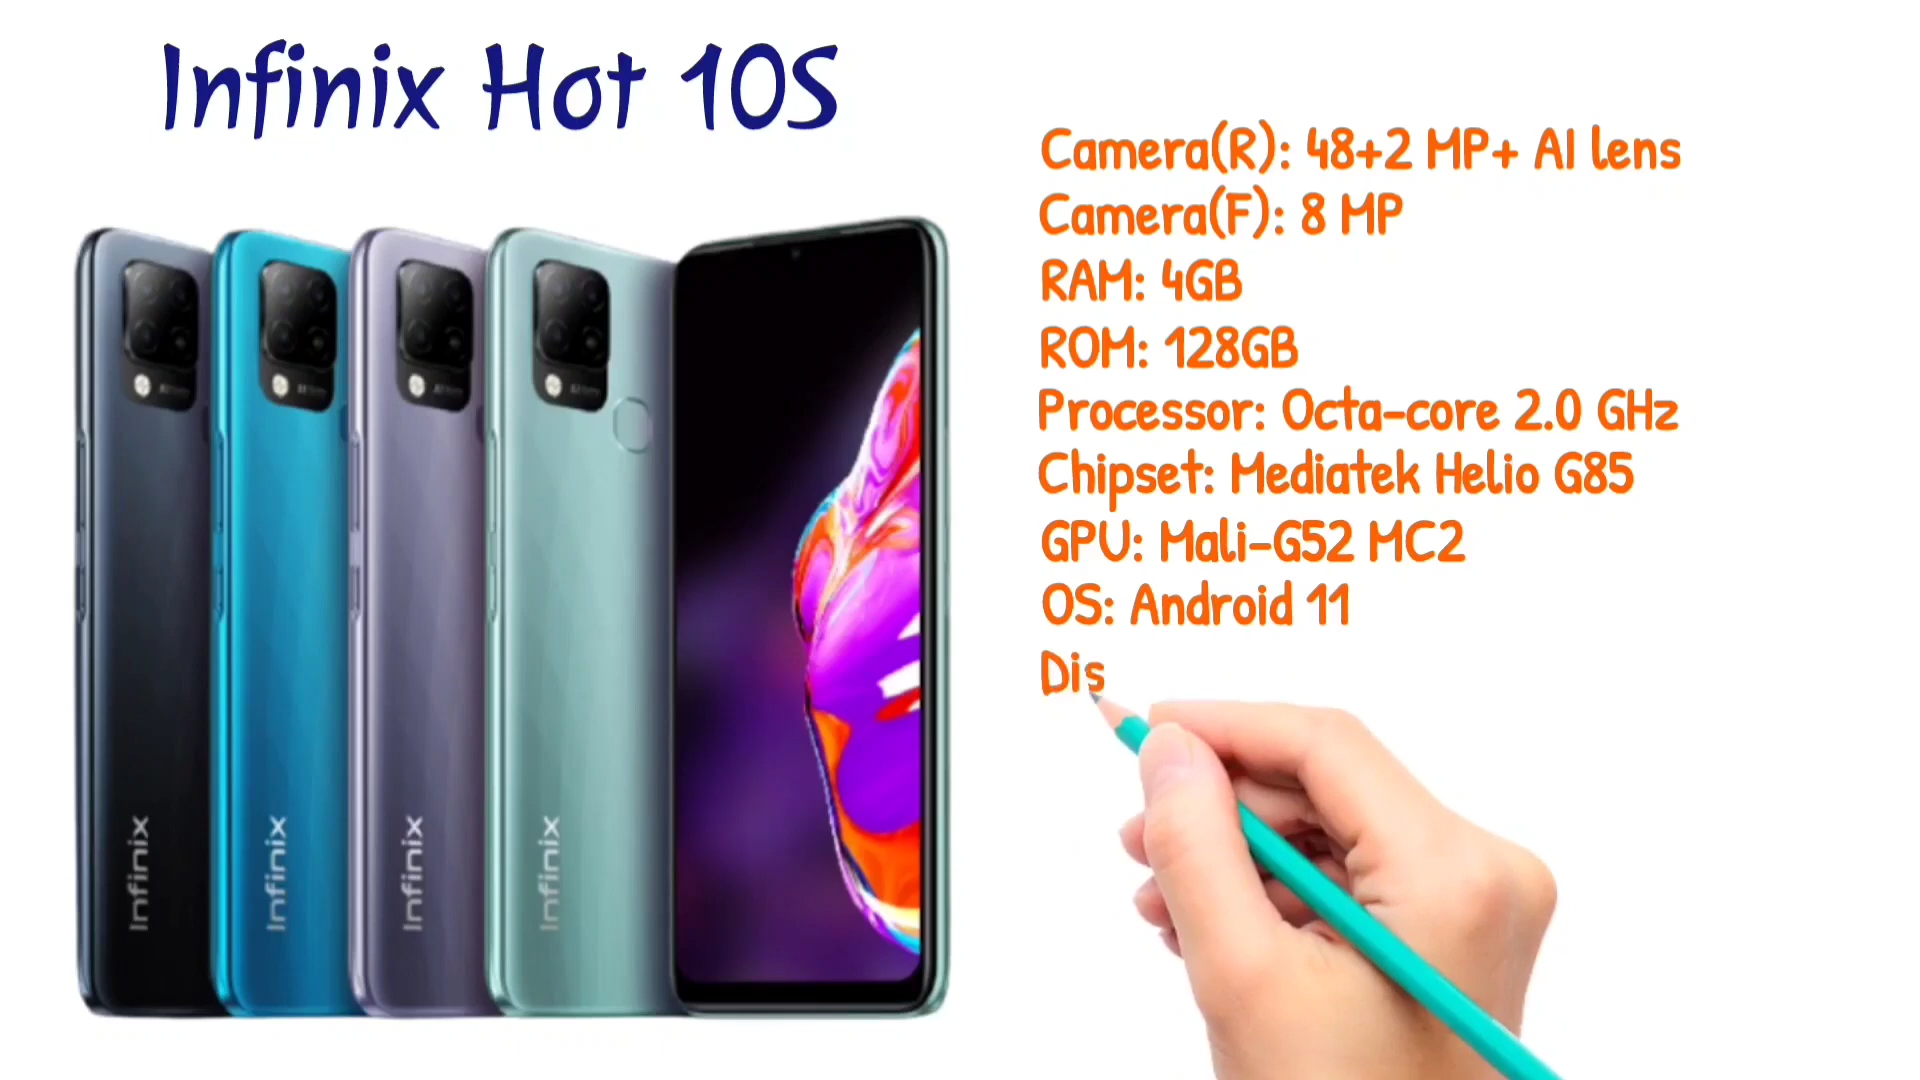 Infinix Hot 10S
Camera(R): 48+2 MP+ AI lens
Camera(F): 8 MP
RAM: 4GB
ROM: 128GB
Processor: Octa-core 2.0 GHz
Chipset: Mediatek Helio G85
GPU: Mali-G52 MC2
OS: Android 11
Dis
Infinix
Infinix
Infinix
Infinix